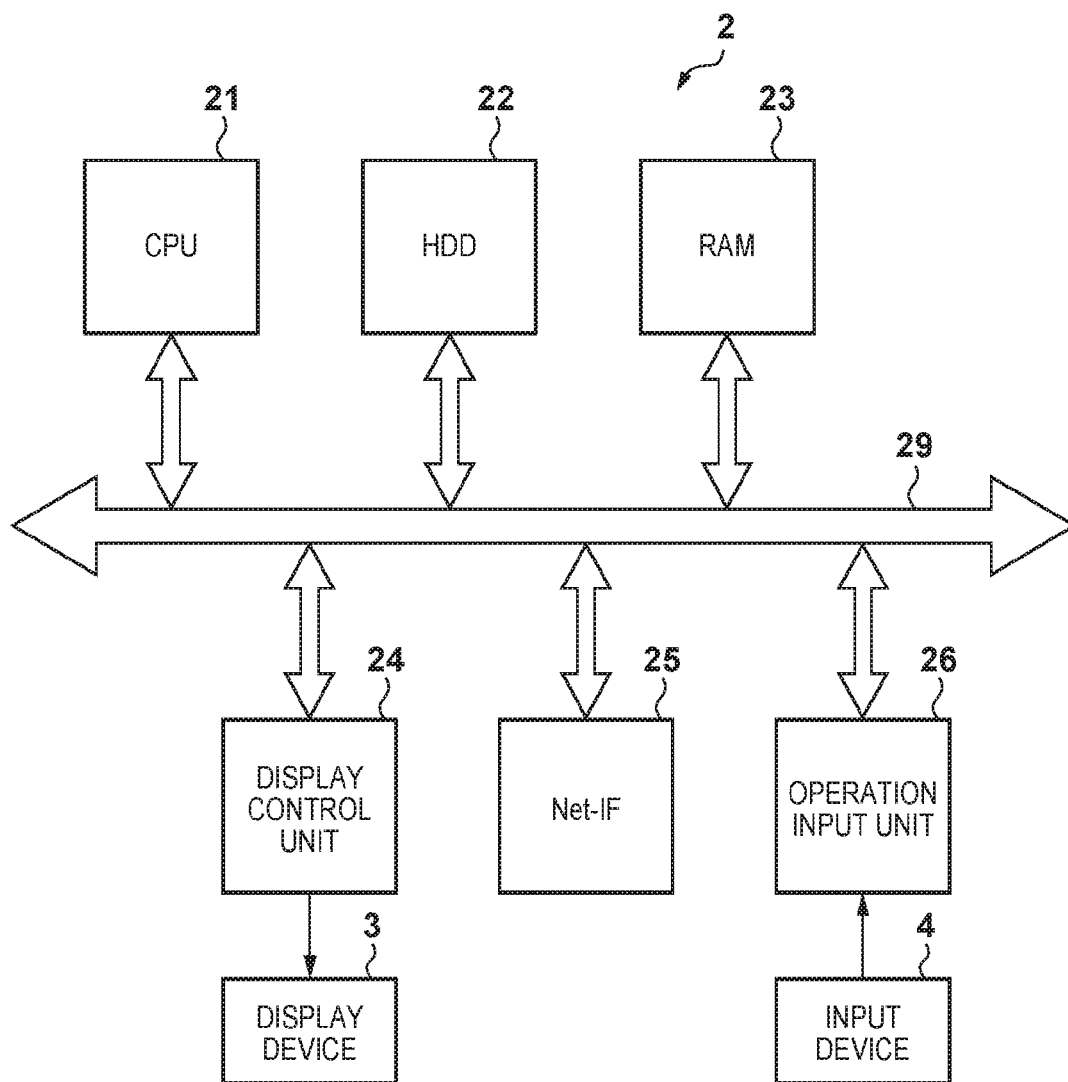 2
21
22
23
CPU
HDD
RAM
29
24
25
26
DISPLAY
CONTROL
UNIT
Net-IF
OPERATION
INPUT UNIT
3
4
DISPLAY
DEVICE
INPUT
DEVICE